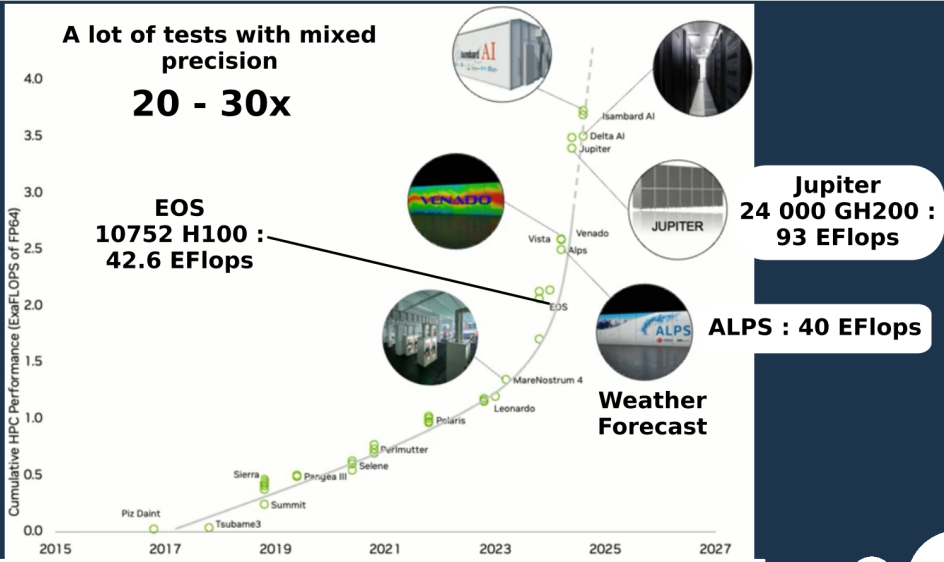 A lot of tests with mixed
precision
20 - 30x
Cumulative HPC Performance (ExaFLOPS of FP64)
4.0
3.5
3.0
2.5
2.0
1.5
1.0
0.5
0.0
2015
2017
2019
2021
2023
2025
2027
Isambard AI
Isambard AI
Delta AI
Jupiter
JUPITER
Jupiter
24 000 GH200 :
93 EFlops
VENADO
Vista
Venado
Alps
EOS
10752 H100 :
42.6 EFlops
EOS
ALPS
ALPS : 40 EFlops
Weather
Forecast
MareNostrum 4
Leonardo
Polaris
Perlmutter
Selene
Sierra
Pangea III
Summit
Piz Daint
Tsubame3